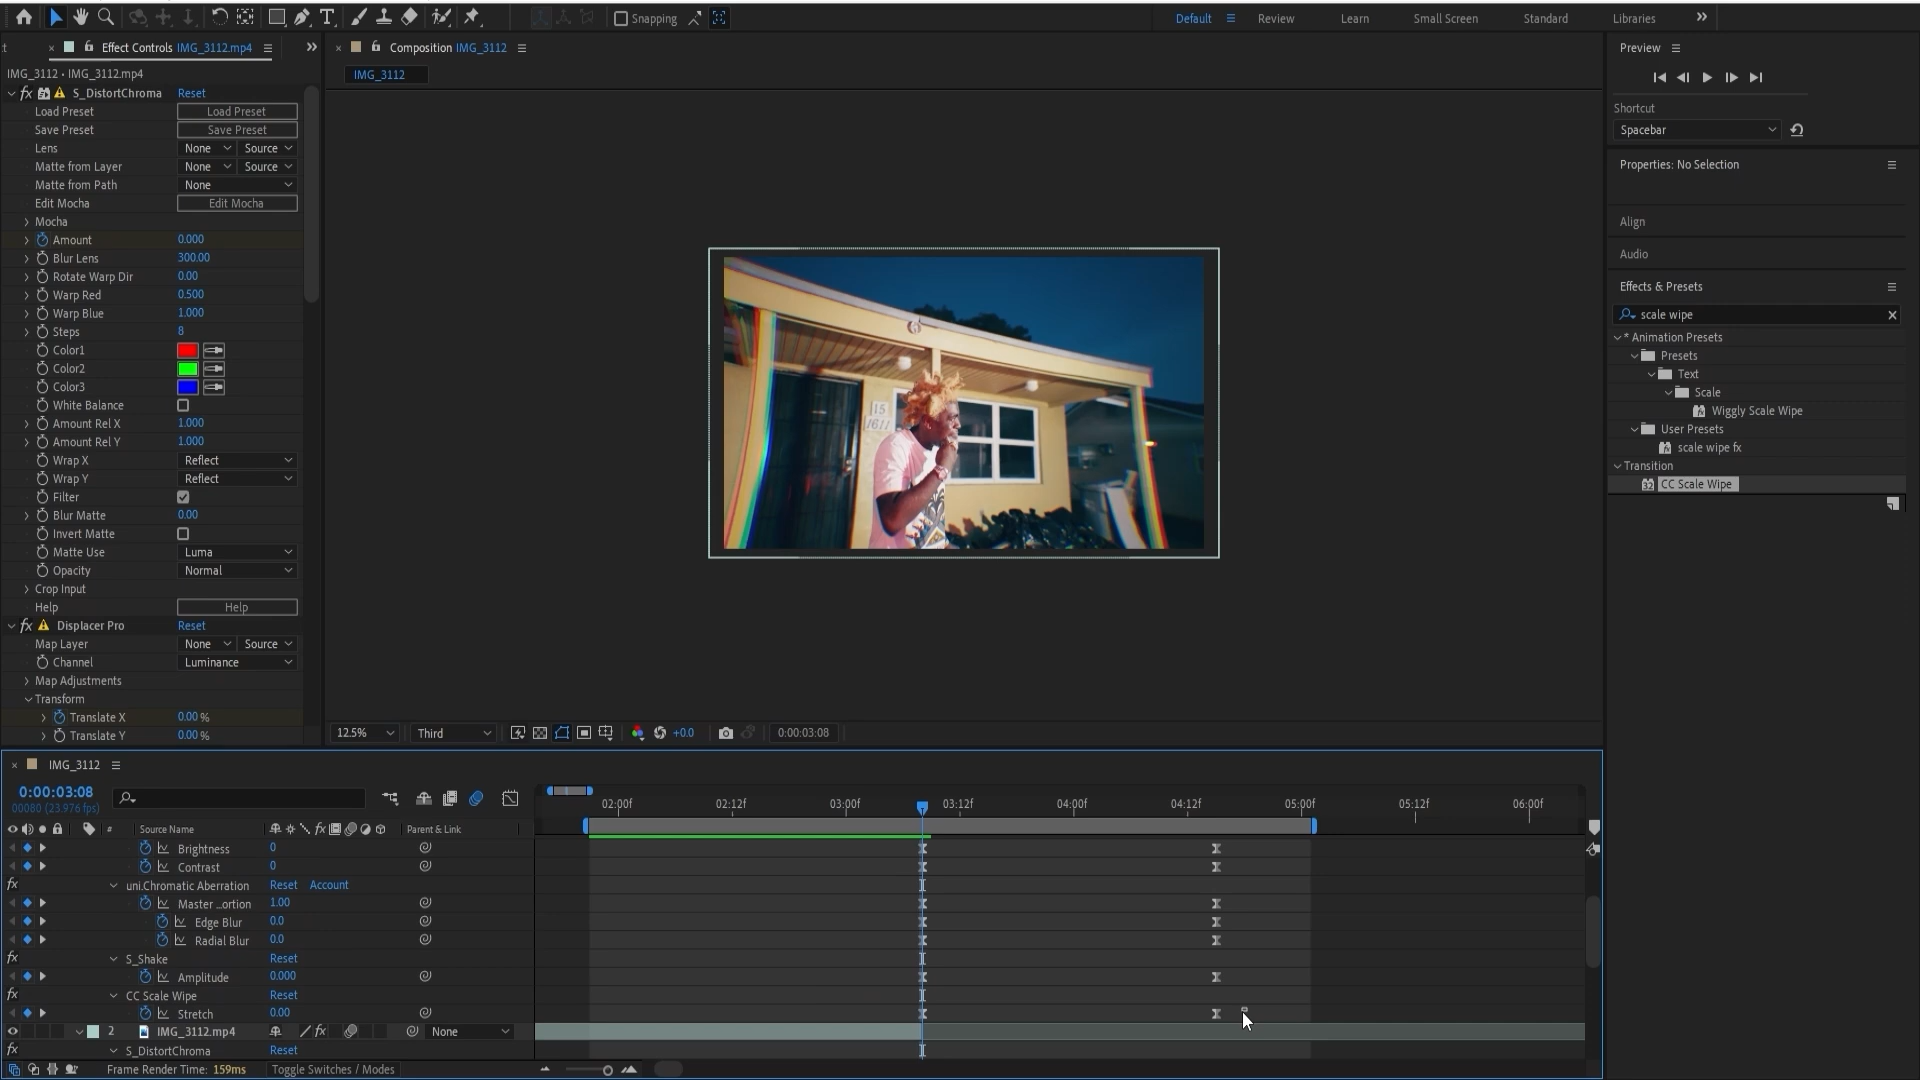 Snapping
Default
Review
Learn
Small Screen
Standard
Libraries
Effect Controls IMG_3112.mp4
IMG_3112 • IMG_3112.mp4
fx S_DistortChroma Reset
Load Preset Load Preset
Save Preset Save Preset
Lens None Source
Matte from Layer None Source
Matte from Path None
Edit Mocha Edit Mocha
Mocha
Amount 0.000
Blur Lens 300.00
Rotate Warp Dir 0.00
Warp Red 0.500
Warp Blue 1.000
Steps 8
Color1
Color2
Color3
White Balance
Amount Rel X 1.000
Amount Rel Y 1.000
Wrap X Reflect
Wrap Y Reflect
Filter
Blur Matte 0.00
Invert Matte
Matte Use Luma
Opacity Normal
Crop Input
Help Help
fx Displacer Pro Reset
Map Layer None Source
Channel Luminance
Map Adjustments
Transform
Translate X 0.00 %
Translate Y 0.00 %
Composition IMG_3112
IMG_3112
15
1611
12.5% Third +0.0 0:00:03:08
Preview
Shortcut
Spacebar
Properties: No Selection
Align
Audio
Effects & Presets
scale wipe
* Animation Presets
Presets
Text
Scale
Wiggly Scale Wipe
User Presets
scale wipe fx
Transition
32 CC Scale Wipe
IMG_3112
0:00:03:08
00080 (23.976 fps)
02:00f 02:12f 03:00f 03:12f 04:00f 04:12f 05:00f 05:12f 06:00f
# Source Name fx Parent & Link
Brightness 0
Contrast 0
fx uni.Chromatic Aberration Reset Account
Master ...ortion 1.00
Edge Blur 0.0
Radial Blur 0.0
fx S_Shake Reset
Amplitude 0.000
fx CC Scale Wipe Reset
Stretch 0.00
2 IMG_3112.mp4 fx None
fx S_DistortChroma Reset
Frame Render Time: 159ms Toggle Switches / Modes